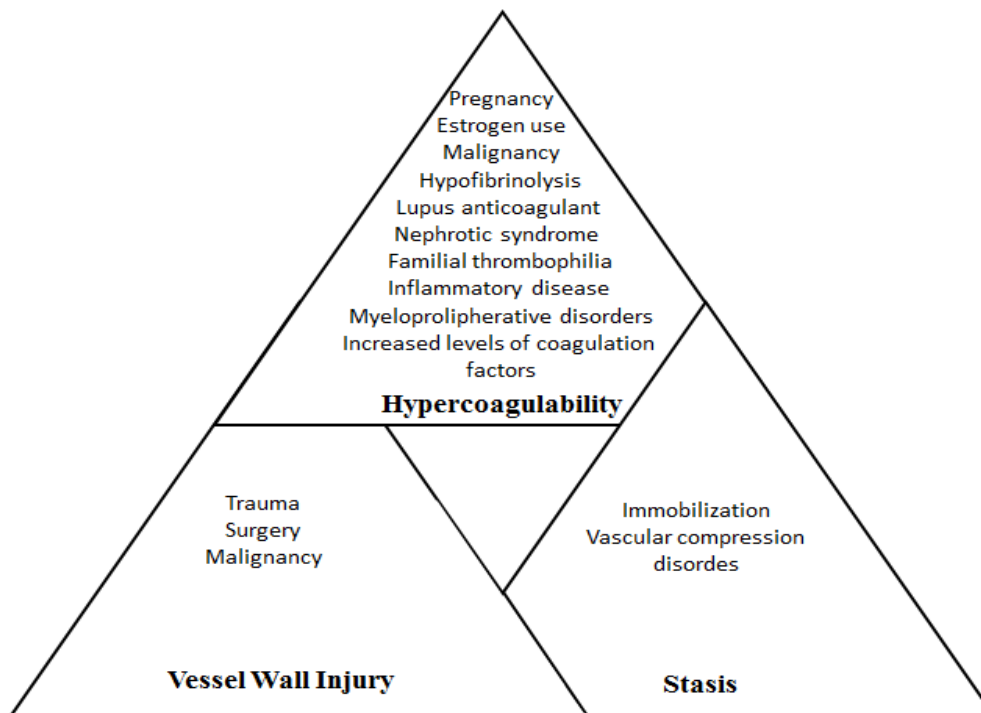 Pregnancy
Estrogen use
Malignancy
Hypofibrinolysis
Lupus anticoagulant
Nephrotic syndrome
Familial thrombophilia
Inflammatory disease
Myeloprolipherative disorders
Increased levels of coagulation
factors
Hypercoagulability
Trauma
Surgery
Malignancy
Vessel Wall Injury
Immobilization
Vascular compression
disordes
Stasis